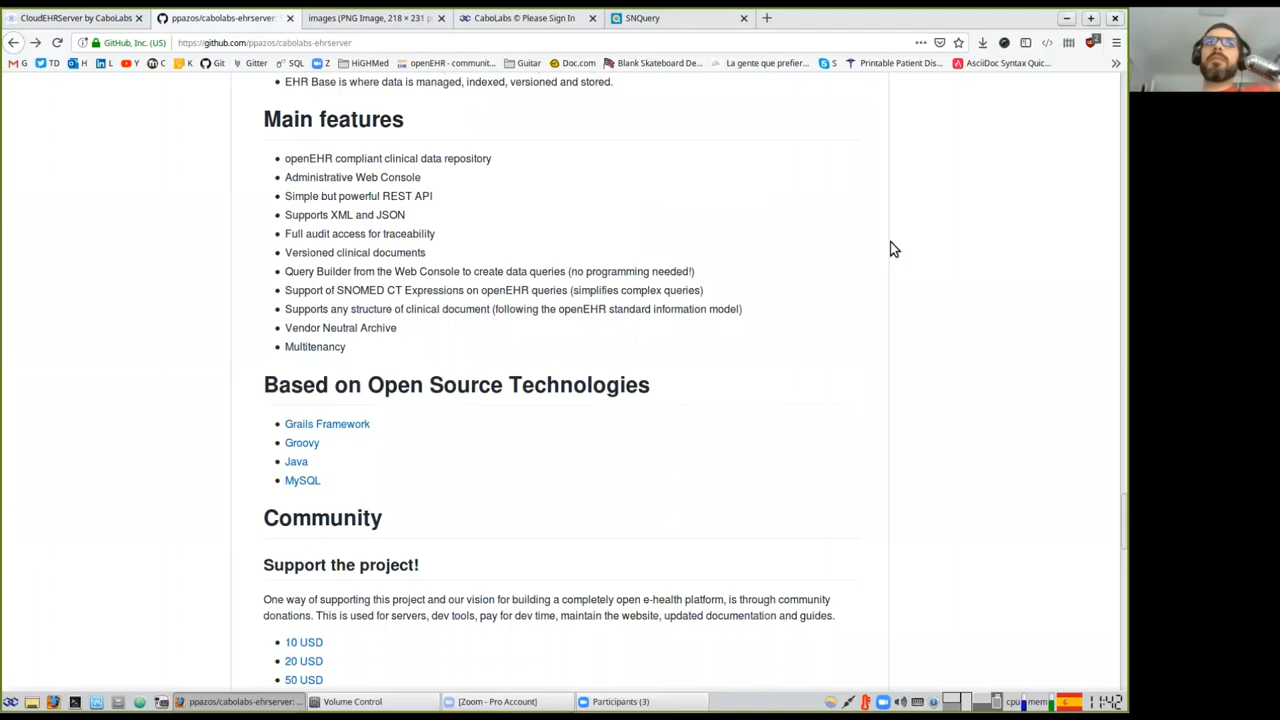 CloudEHRServer by CaboLabs
ppazos/cabolabs-ehrserver:
images (PNG Image, 218 × 231 p
CaboLabs © Please Sign In
SNQuery
GitHub, Inc. (US)
https://github.com/ppazos/cabolabs-ehrserver
2
G
TD
H
L
Y
C
K
Git
Gitter
SQL
Z
HiGHMed
openEHR - communit...
Guitar
Doc.com
Blank Skateboard De...
La gente que prefier...
S
Printable Patient Dis...
AsciiDoc Syntax Quic...
EHR Base is where data is managed, indexed, versioned and stored.
Main features
openEHR compliant clinical data repository
Administrative Web Console
Simple but powerful REST API
Supports XML and JSON
Full audit access for traceability
Versioned clinical documents
Query Builder from the Web Console to create data queries (no programming needed!)
Support of SNOMED CT Expressions on openEHR queries (simplifies complex queries)
Supports any structure of clinical document (following the openEHR standard information model)
Vendor Neutral Archive
Multitenancy
Based on Open Source Technologies
Grails Framework
Groovy
Java
MySQL
Community
Support the project!
One way of supporting this project and our vision for building a completely open e-health platform, is through community
donations. This is used for servers, dev tools, pay for dev time, maintain the website, updated documentation and guides.
10 USD
20 USD
50 USD
ppazos/cabolabs-ehrserver: ...
Volume Control
[Zoom - Pro Account]
Participants (3)
cpu
mem
11:42